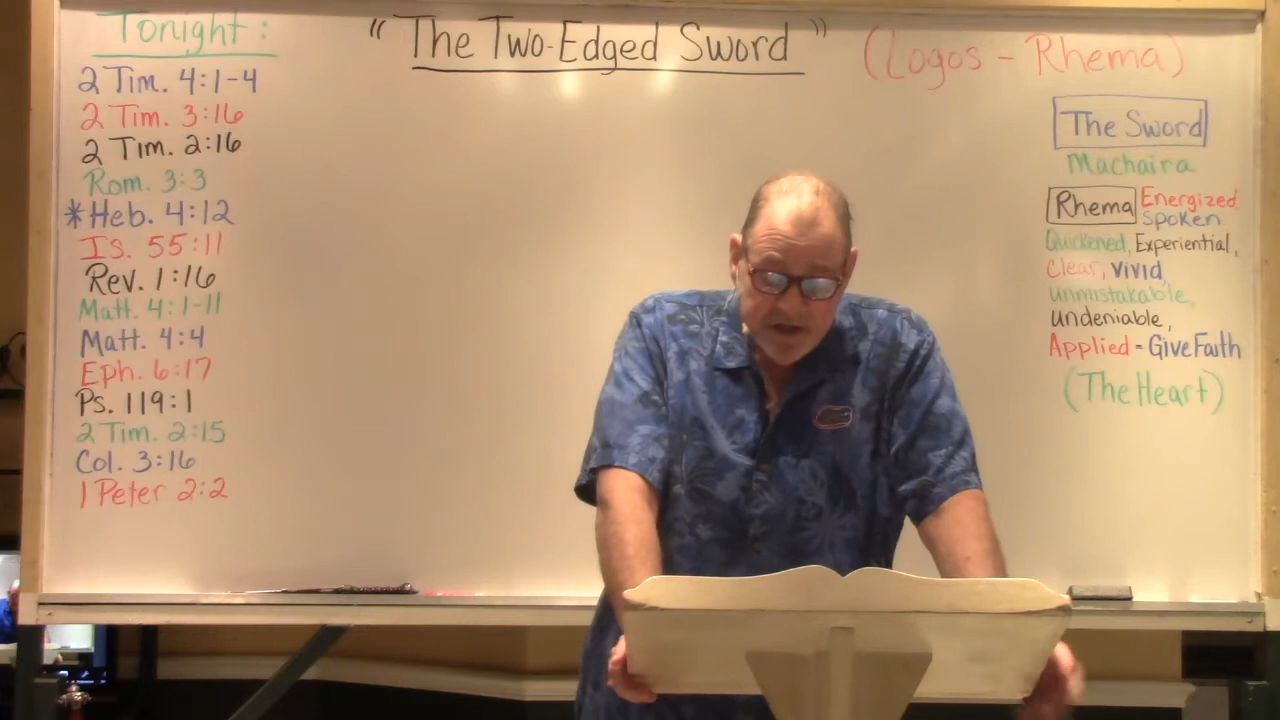 Tonight:
2 Tim. 4:1-4
2 Tim. 3:16
2 Tim. 2:16
Rom. 3:3
*Heb. 4:12
Is. 55:11
Rev. 1:16
Matt. 4:1-11
Matt. 4:4
Eph. 6:17
Ps. 119:1
2 Tim. 2:15
Col. 3:16
1 Peter 2:2
"The Two-Edged Sword"
(Logos - Rhema)
The Sword
Machaira
Rhema Energized
Spoken
Quickened, Experiential,
Clear, vivid,
unmistakable,
undeniable,
Applied = Give Faith
(The Heart)